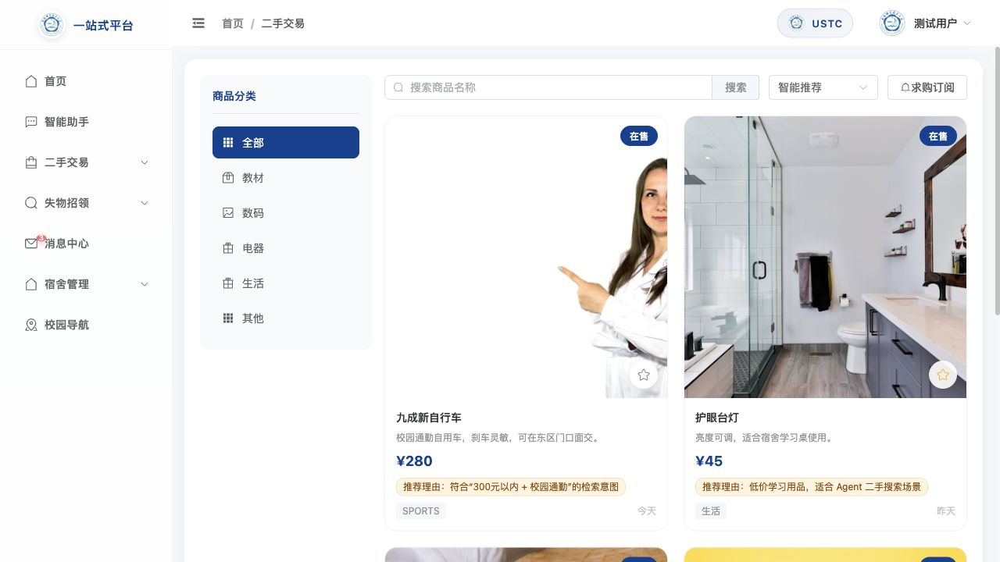 一站式平台
首页 / 二手交易
USTC
测试用户
首页
智能助手
二手交易
失物招领
3
消息中心
宿舍管理
校园导航
商品分类
全部
教材
数码
电器
生活
其他
搜索商品名称
搜索
智能推荐
求购订阅
在售
九成新自行车
校园通勤自用车，刹车灵敏，可在东区门口面交。
¥280
推荐理由：符合“300元以内 + 校园通勤”的检索意图
SPORTS
今天
在售
护眼台灯
亮度可调，适合宿舍学习桌使用。
¥45
推荐理由：低价学习用品，适合 Agent 二手搜索场景
生活
昨天